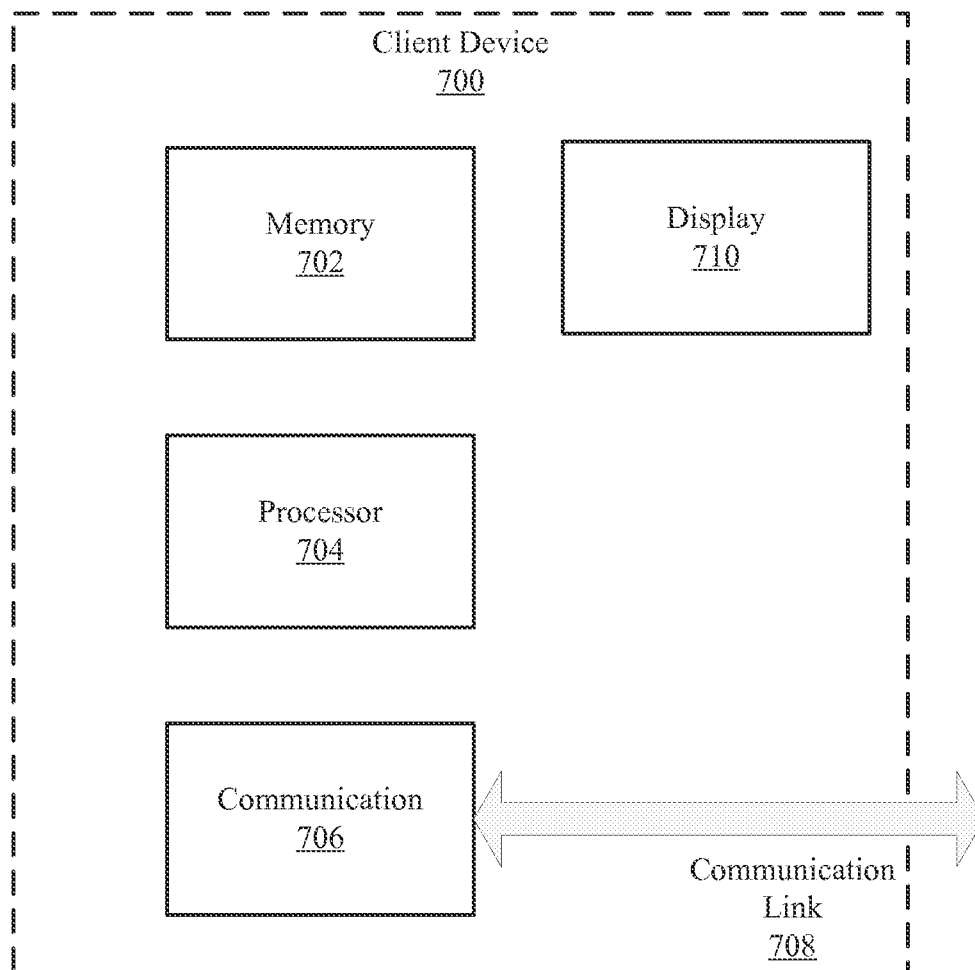 Client Device
700
Memory
702
Display
710
Processor
704
Communication
706
Communication
Link
708